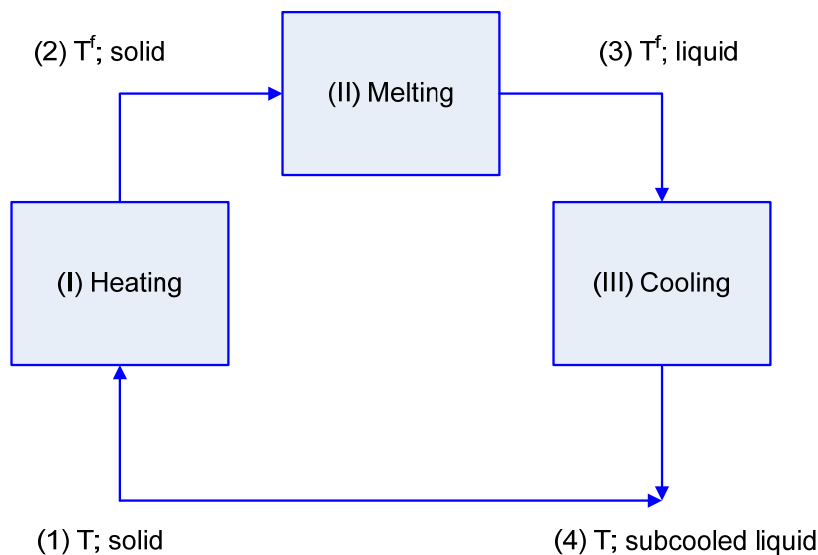 (2) Tᶠ; solid
(3) Tᶠ; liquid
(II) Melting
(I) Heating
(III) Cooling
(1) T; solid
(4) T; subcooled liquid